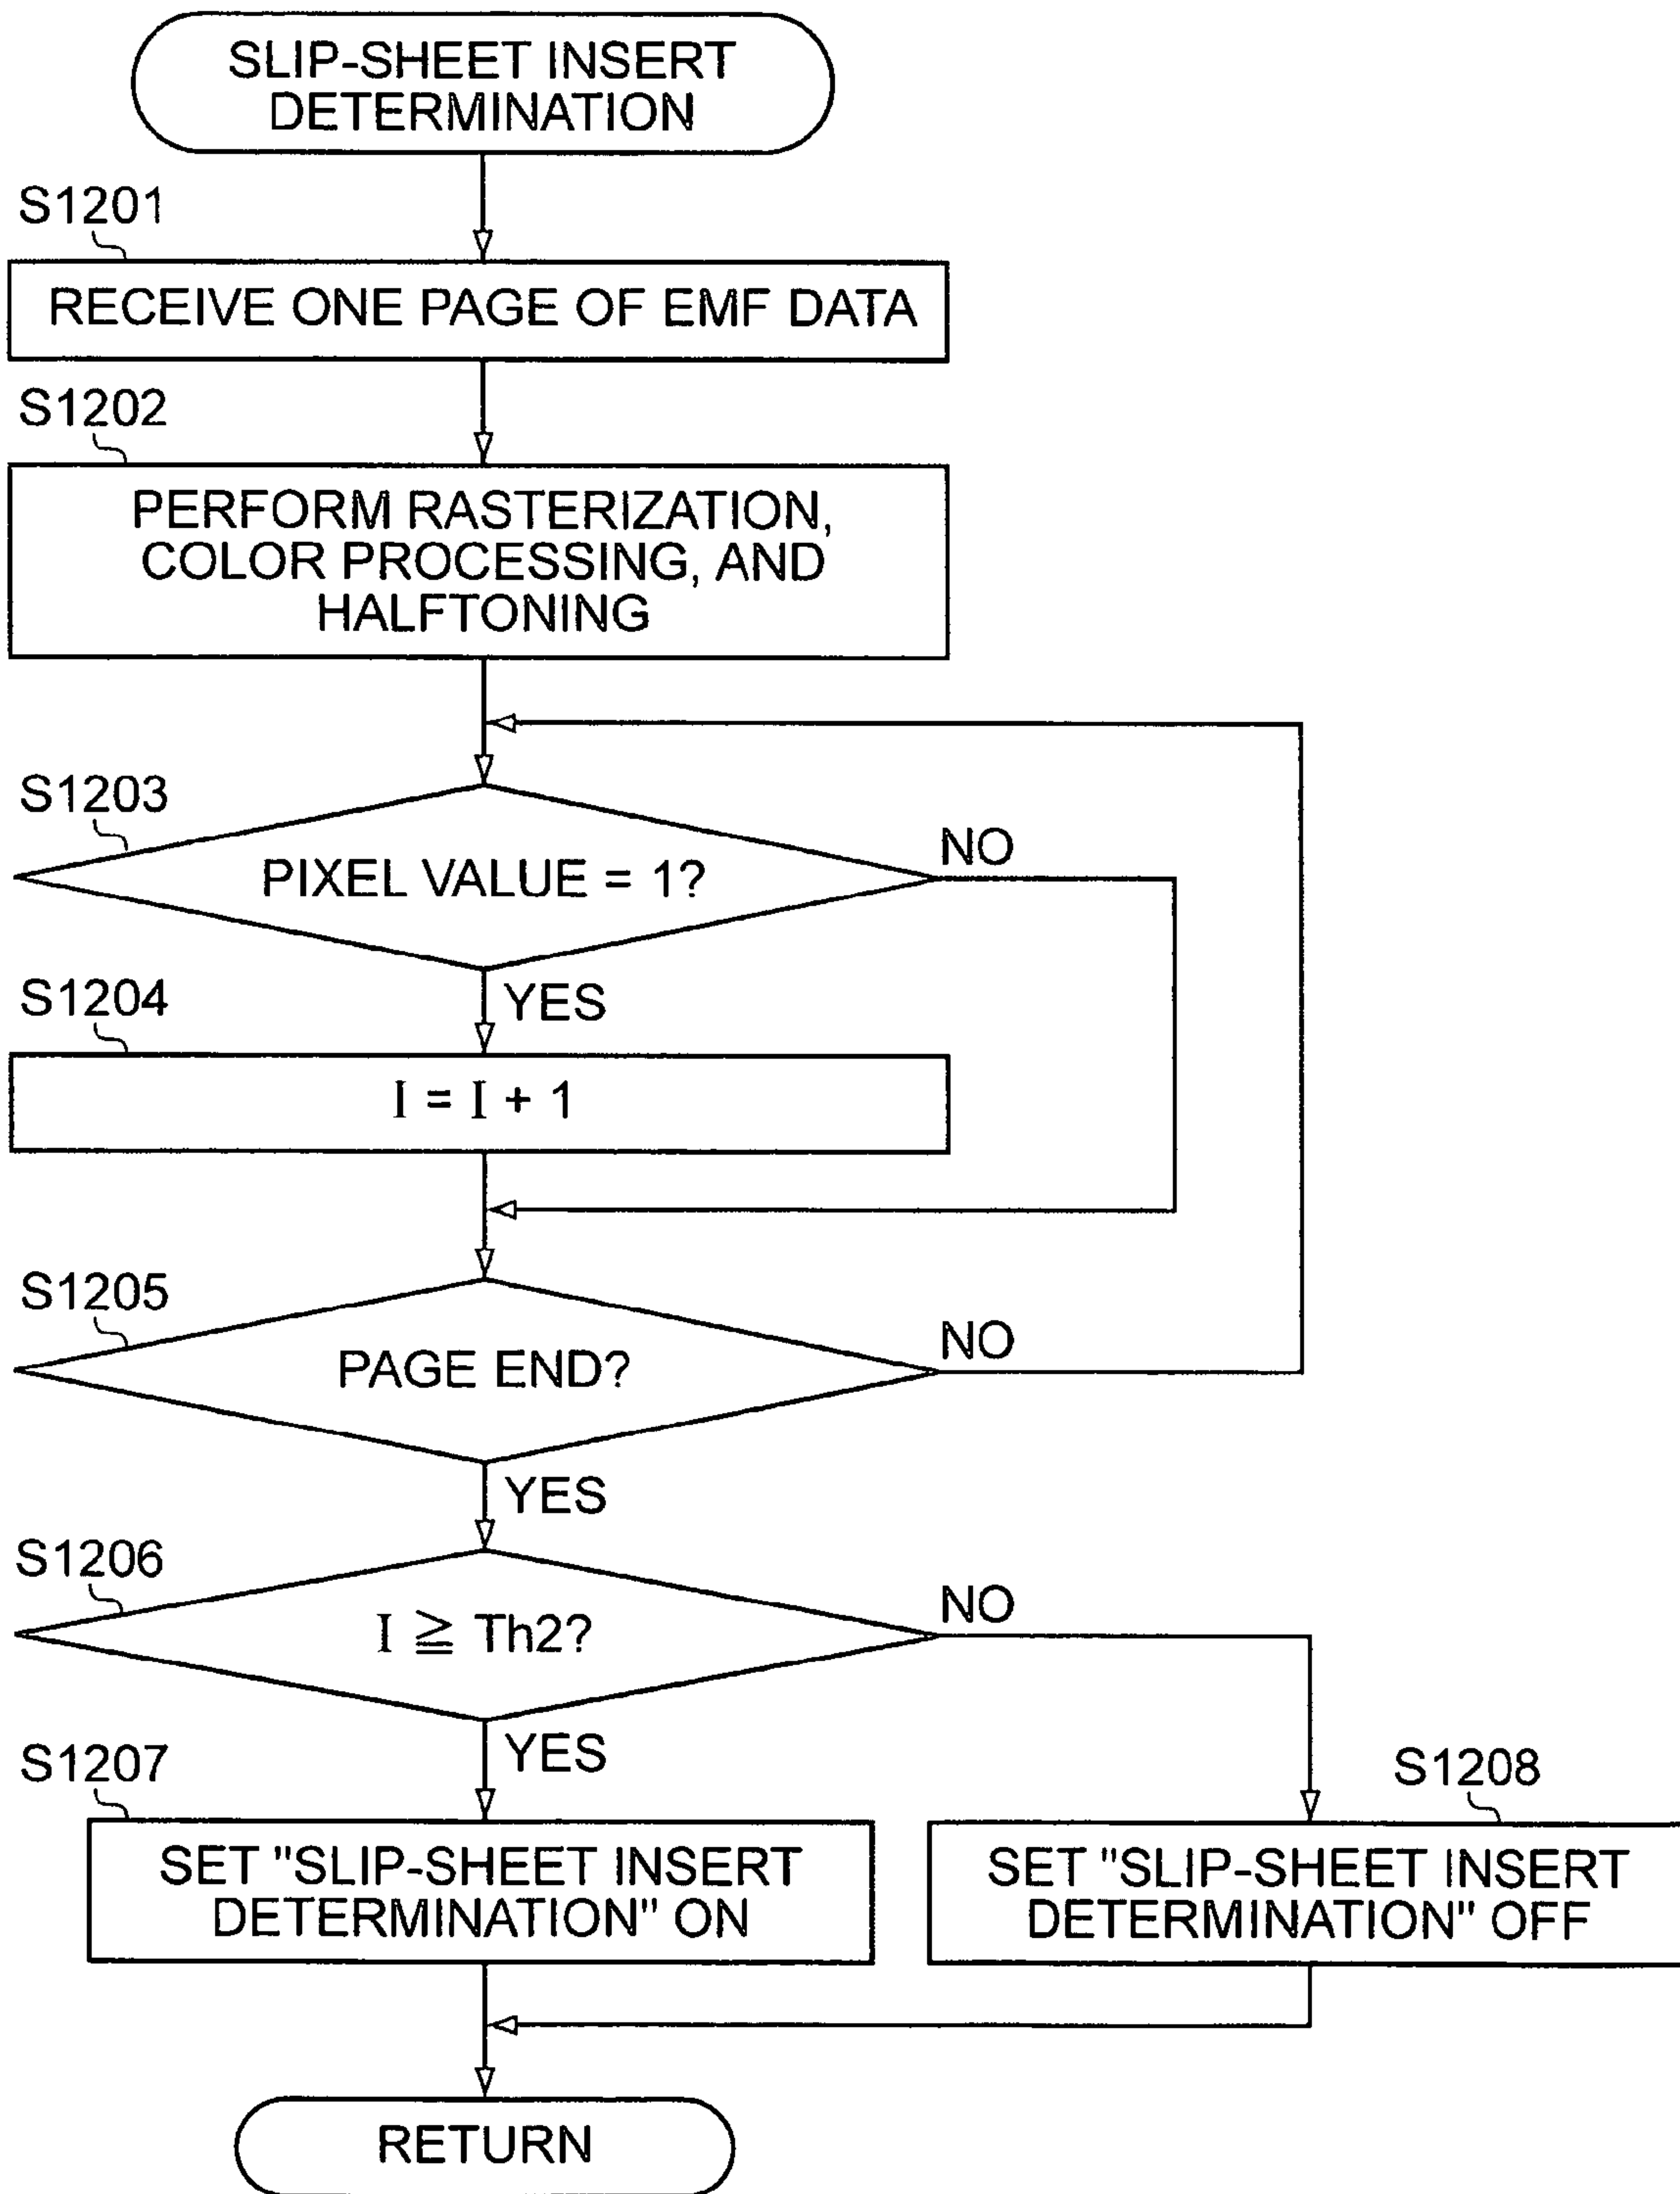 SLIP-SHEET INSERT
DETERMINATION
S1201
RECEIVE ONE PAGE OF EMF DATA
S1202
PERFORM RASTERIZATION,
COLOR PROCESSING, AND
HALFTONING
S1203
PIXEL VALUE = 1?
NO
YES
S1204
I = I + 1
S1205
PAGE END?
NO
YES
S1206
I ≧ Th2?
NO
YES
S1207
SET "SLIP-SHEET INSERT
DETERMINATION" ON
S1208
SET "SLIP-SHEET INSERT
DETERMINATION" OFF
RETURN